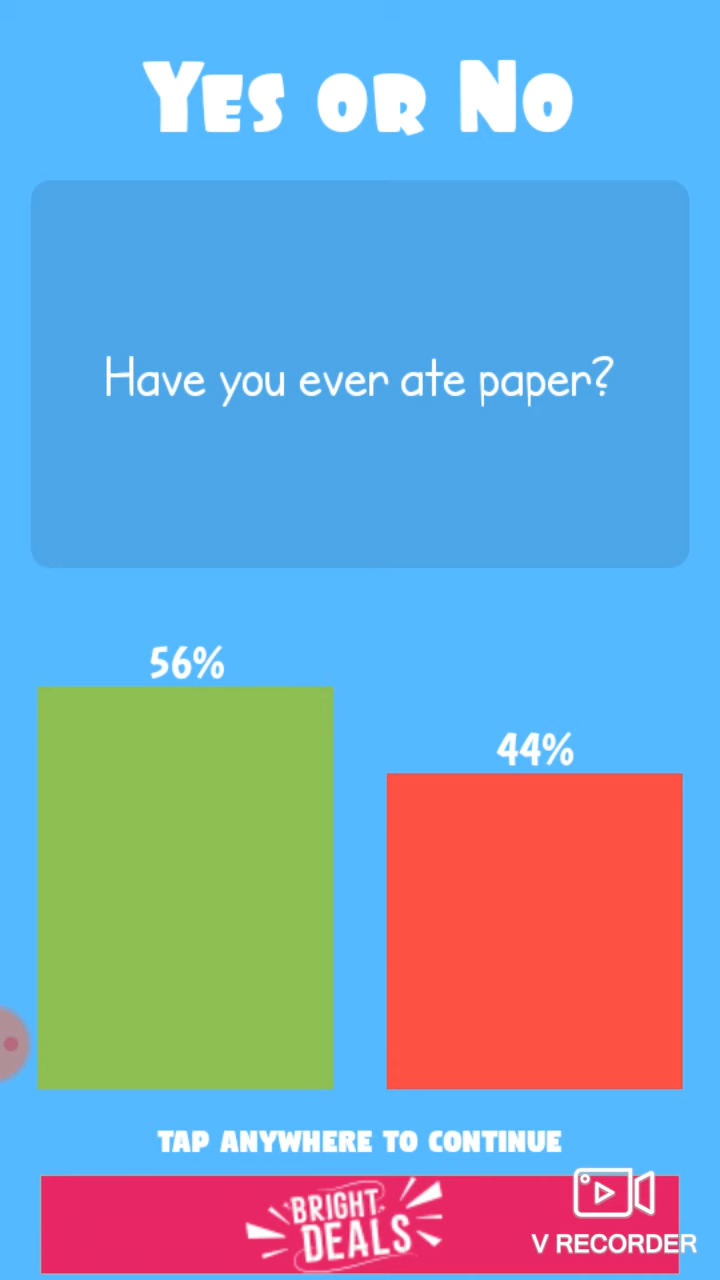 Yes or No
Have you ever ate paper?
56%
44%
TAP ANYWHERE TO CONTINUE
BRIGHT
DEALS
V RECORDER